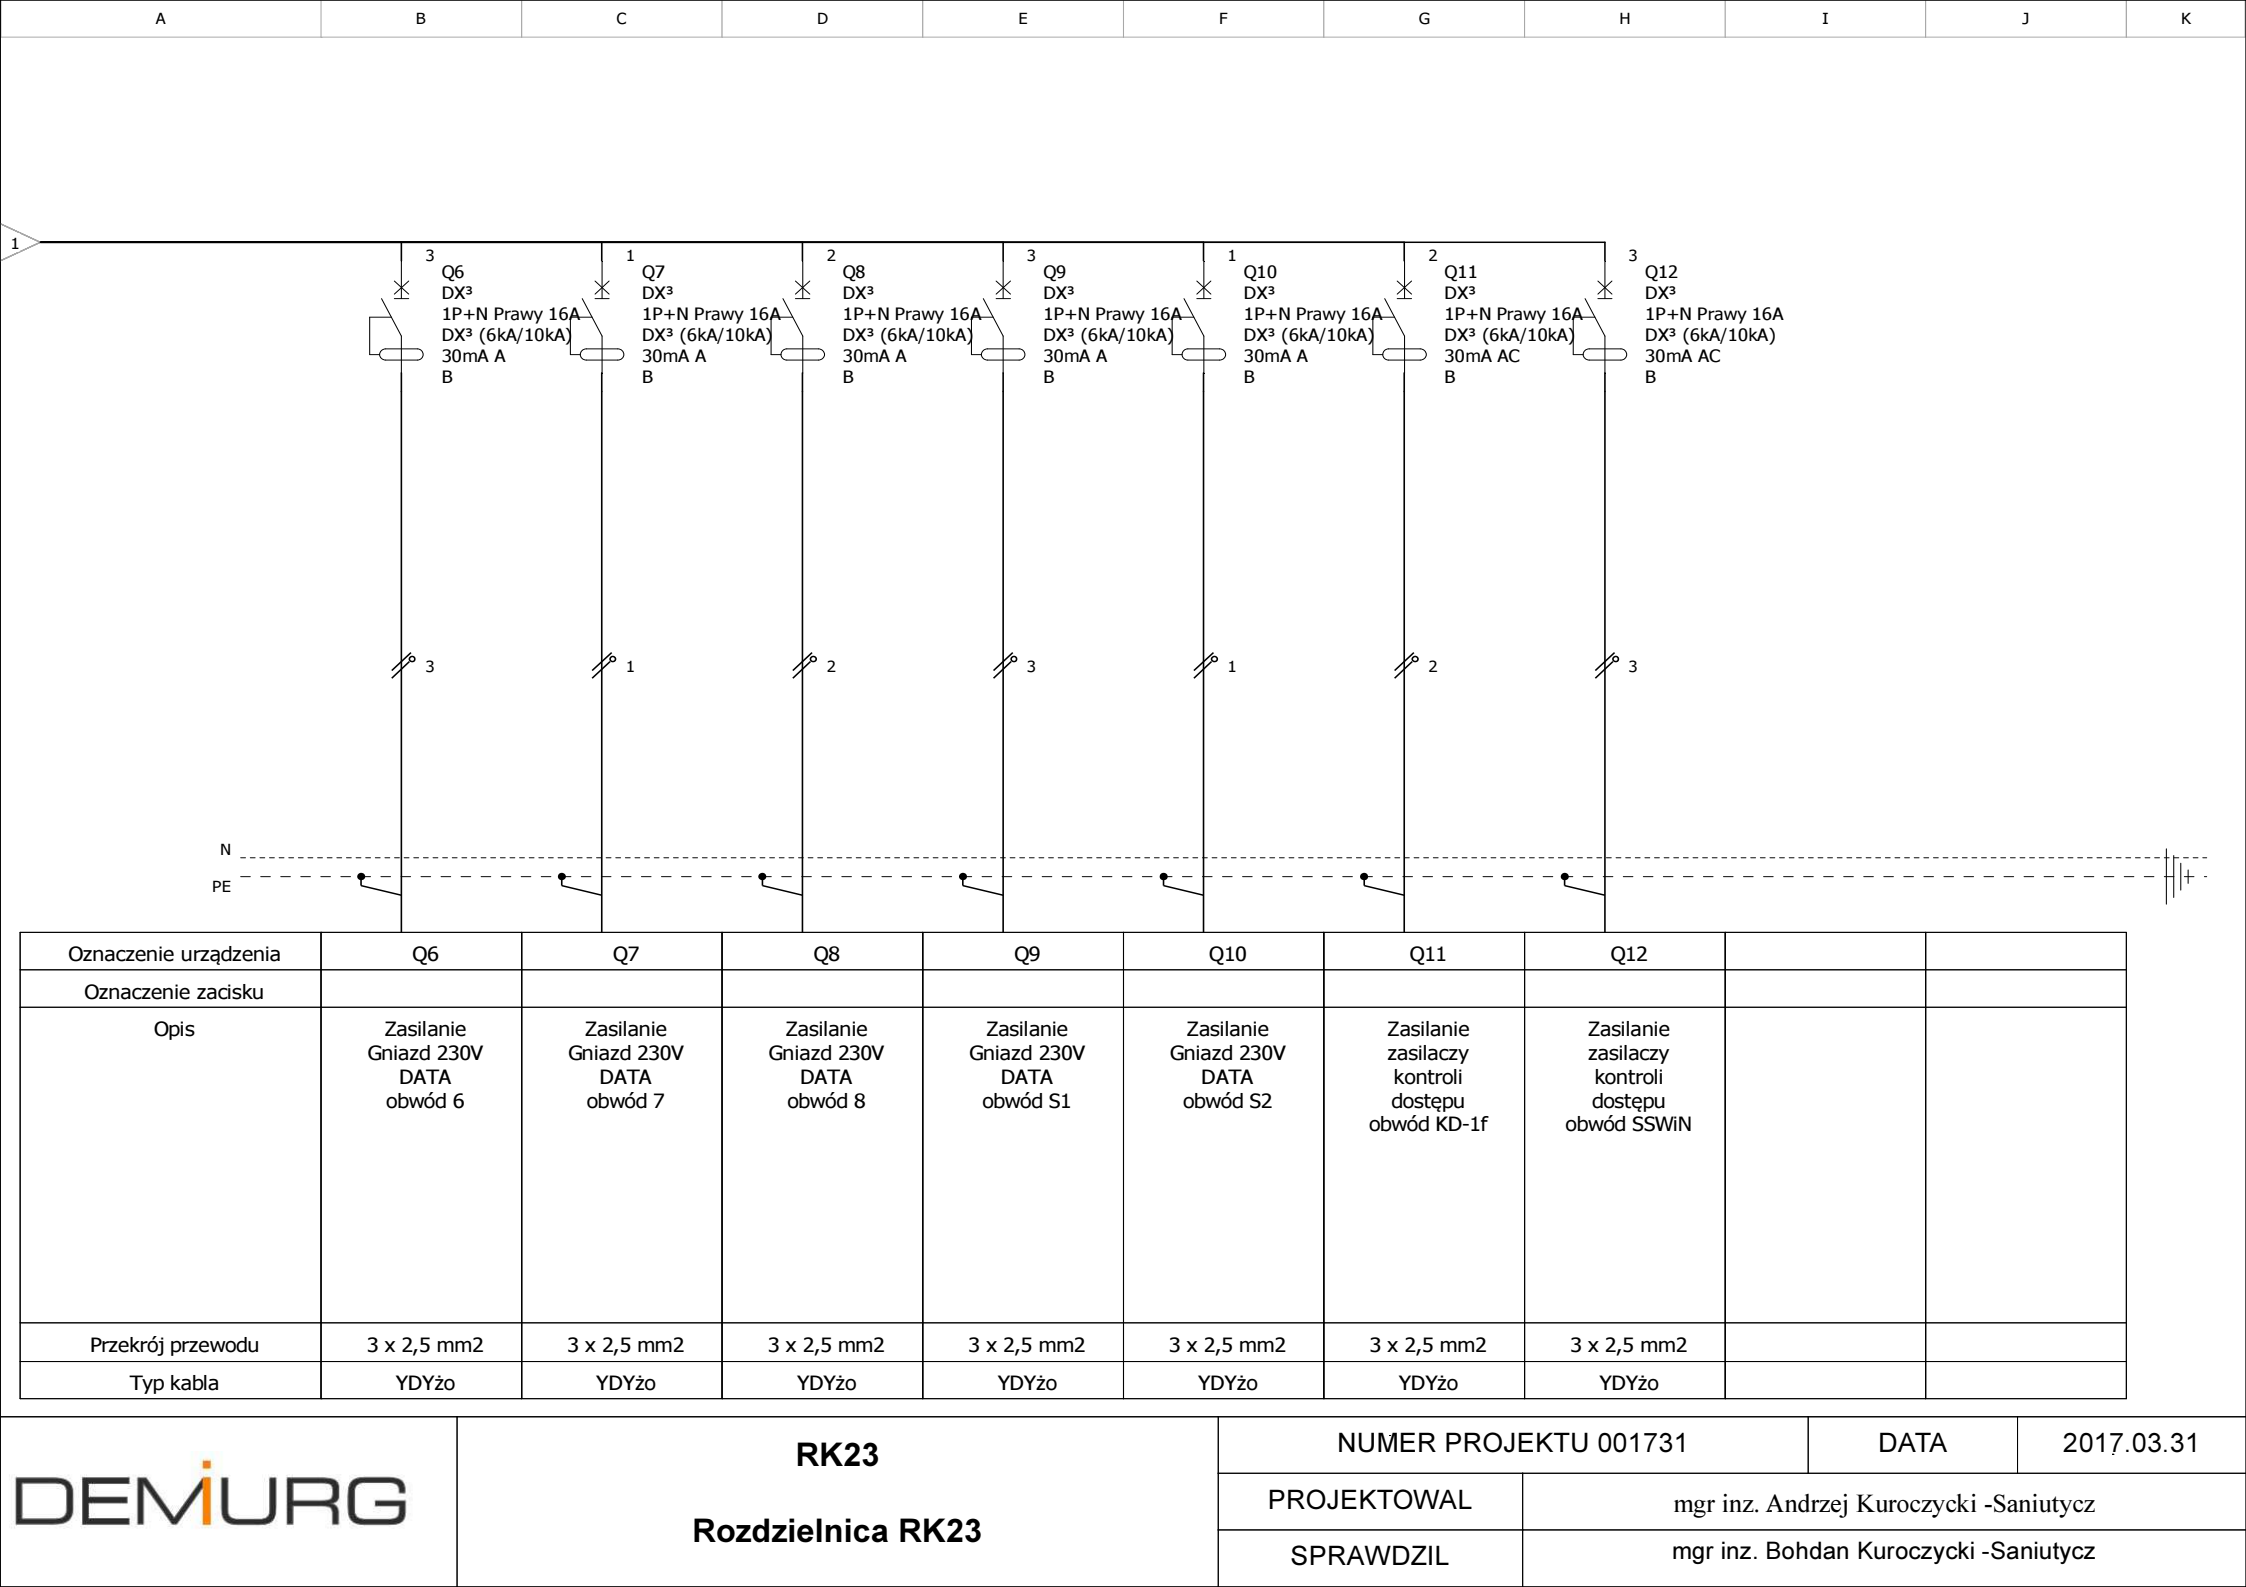 A B C D E F G H I J K
1
3 1 2 3 1 2 3
Q6
DX³
1P+N Prawy 16A
DX³ (6kA/10kA)
30mA A
B
Q7
DX³
1P+N Prawy 16A
DX³ (6kA/10kA)
30mA A
B
Q8
DX³
1P+N Prawy 16A
DX³ (6kA/10kA)
30mA A
B
Q9
DX³
1P+N Prawy 16A
DX³ (6kA/10kA)
30mA A
B
Q10
DX³
1P+N Prawy 16A
DX³ (6kA/10kA)
30mA A
B
Q11
DX³
1P+N Prawy 16A
DX³ (6kA/10kA)
30mA AC
B
Q12
DX³
1P+N Prawy 16A
DX³ (6kA/10kA)
30mA AC
B
3 1 2 3 1 2 3
N
PE
Oznaczenie urządzenia Q6 Q7 Q8 Q9 Q10 Q11 Q12
Oznaczenie zacisku
Opis
Zasilanie
Gniazd 230V
DATA
obwód 6
Zasilanie
Gniazd 230V
DATA
obwód 7
Zasilanie
Gniazd 230V
DATA
obwód 8
Zasilanie
Gniazd 230V
DATA
obwód S1
Zasilanie
Gniazd 230V
DATA
obwód S2
Zasilanie
zasilaczy
kontroli
dostępu
obwód KD-1f
Zasilanie
zasilaczy
kontroli
dostępu
obwód SSWiN
Przekrój przewodu 3 x 2,5 mm2 3 x 2,5 mm2 3 x 2,5 mm2 3 x 2,5 mm2 3 x 2,5 mm2 3 x 2,5 mm2 3 x 2,5 mm2
Typ kabla YDYżo YDYżo YDYżo YDYżo YDYżo YDYżo YDYżo
DEMiURG
RK23
Rozdzielnica RK23
NUMER PROJEKTU 001731 DATA 2017.03.31
PROJEKTOWAL mgr inz. Andrzej Kuroczycki -Saniutycz
SPRAWDZIL mgr inz. Bohdan Kuroczycki -Saniutycz